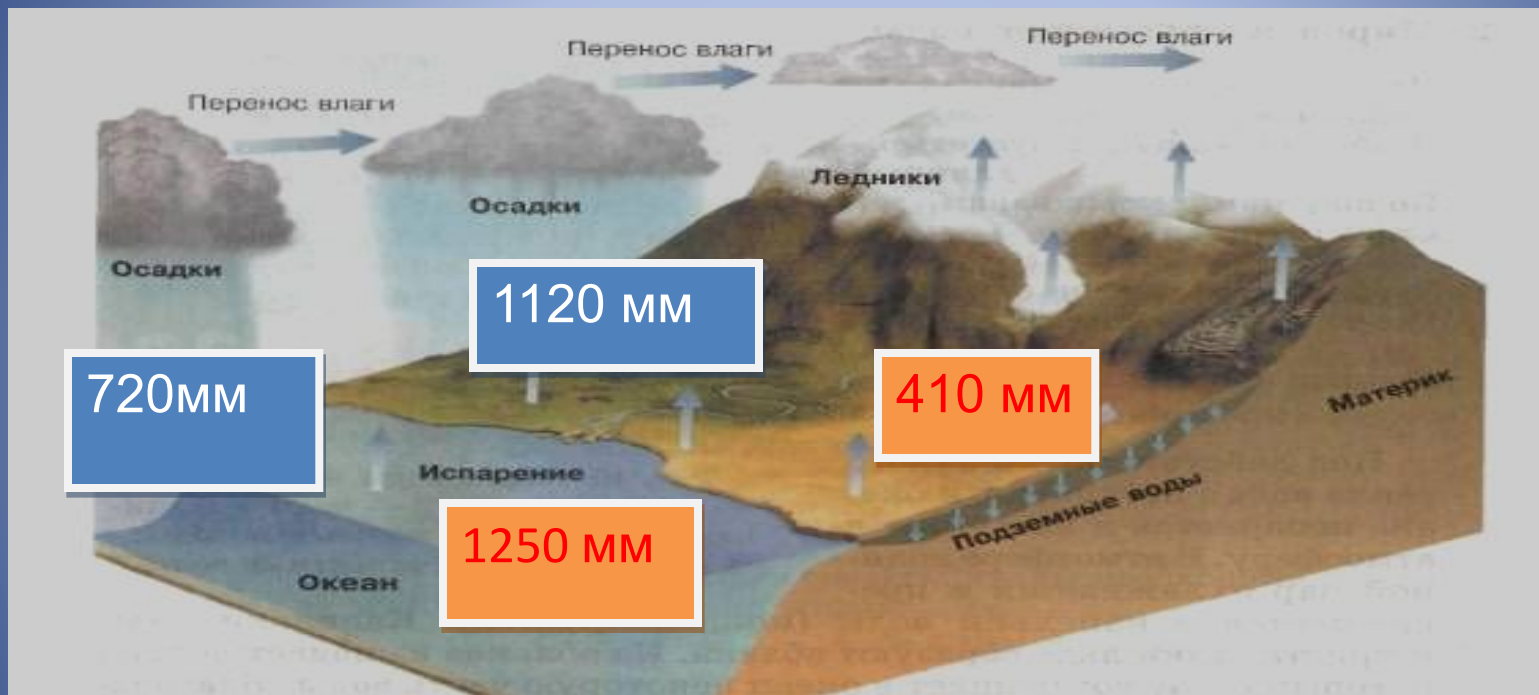 Перенос влаги
Перенос влаги
Перенос влаги
Ледники
Осадки
Осадки
1120 мм
720мм
410 мм
Материк
Испарение
Подземные воды
1250 мм
Океан